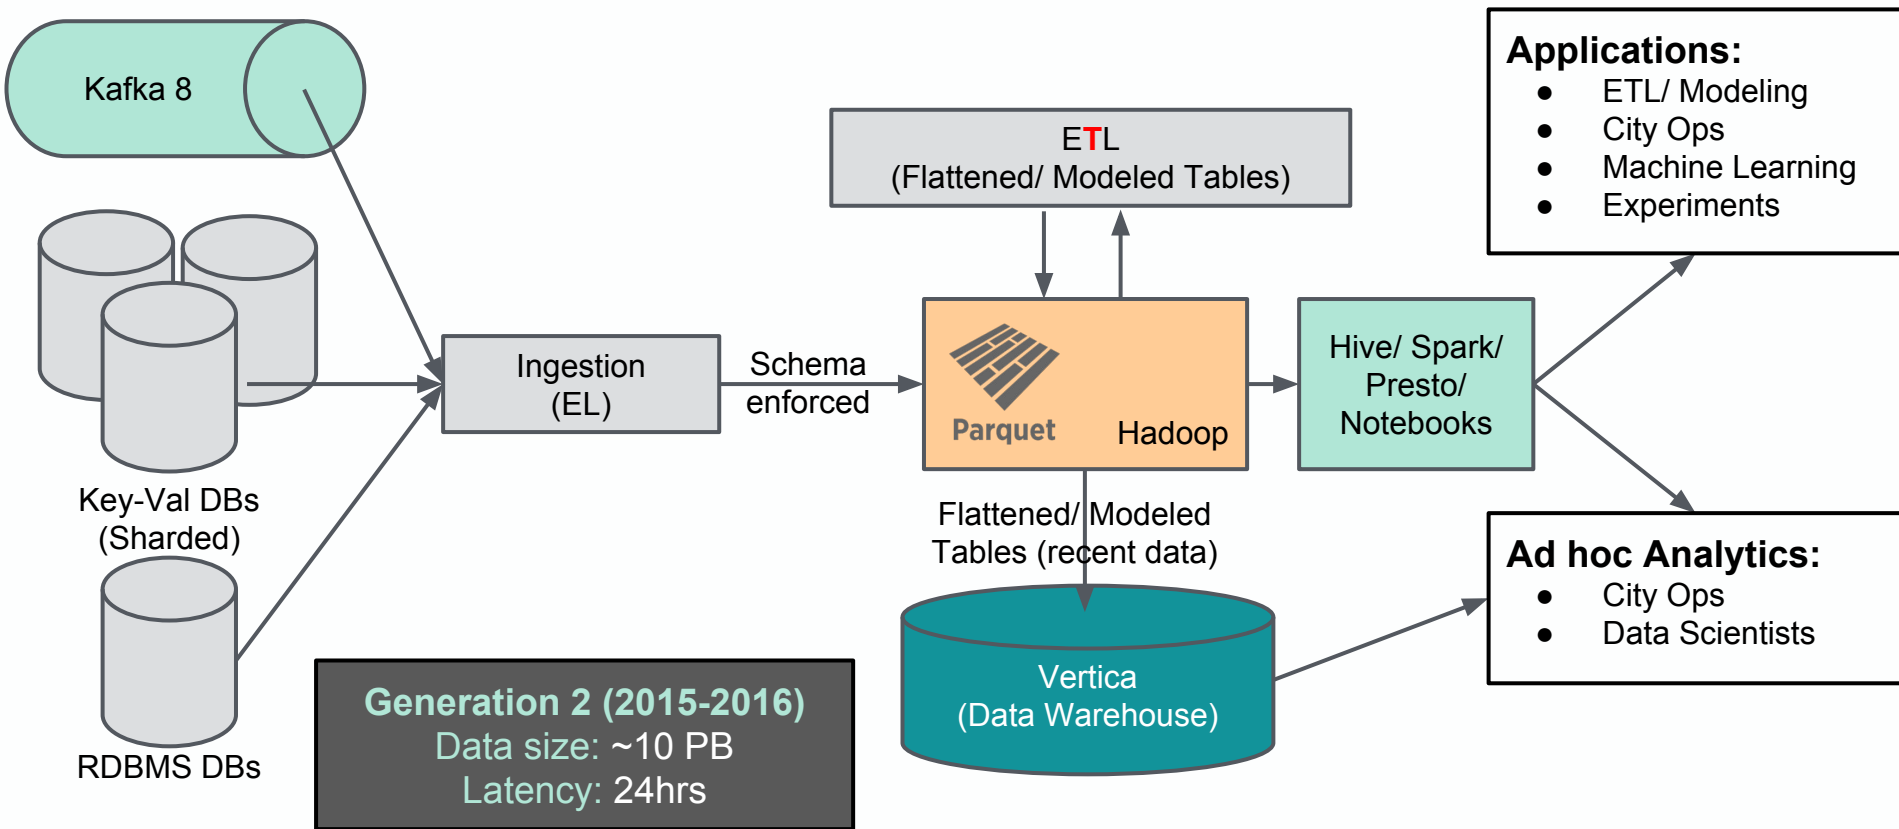 Kafka 8
Key-Val DBs
(Sharded)
RDBMS DBs
Ingestion
(EL)
Schema
enforced
ETL
(Flattened/ Modeled Tables)
Parquet
Hadoop
Flattened/ Modeled
Tables (recent data)
Vertica
(Data Warehouse)
Hive/ Spark/
Presto/
Notebooks
Applications:
● ETL/ Modeling
● City Ops
● Machine Learning
● Experiments
Ad hoc Analytics:
● City Ops
● Data Scientists
Generation 2 (2015-2016)
Data size: ~10 PB
Latency: 24hrs